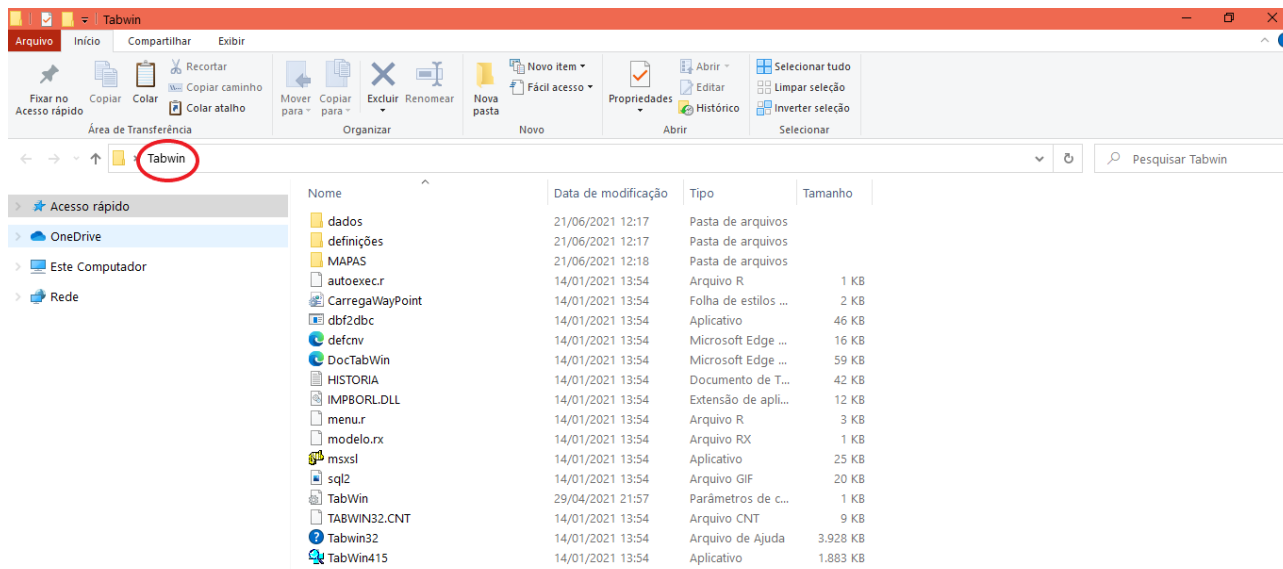 Tabwin
Arquivo Início Compartilhar Exibir
Fixar no Acesso rápido
Copiar
Colar
Recortar
Copiar caminho
Colar atalho
Mover para
Copiar para
Excluir
Renomear
Nova pasta
Novo item
Fácil acesso
Propriedades
Abrir
Editar
Histórico
Selecionar tudo
Limpar seleção
Inverter seleção
Área de Transferência Organizar Novo Abrir Selecionar
Tabwin
Pesquisar Tabwin
Acesso rápido
OneDrive
Este Computador
Rede
Nome Data de modificação Tipo Tamanho
dados 21/06/2021 12:17 Pasta de arquivos
definições 21/06/2021 12:17 Pasta de arquivos
MAPAS 21/06/2021 12:18 Pasta de arquivos
autoexec.r 14/01/2021 13:54 Arquivo R 1 KB
CarregaWayPoint 14/01/2021 13:54 Folha de estilos ... 2 KB
dbf2dbc 14/01/2021 13:54 Aplicativo 46 KB
defcnv 14/01/2021 13:54 Microsoft Edge ... 16 KB
DocTabWin 14/01/2021 13:54 Microsoft Edge ... 59 KB
HISTORIA 14/01/2021 13:54 Documento de T... 42 KB
IMPBORL.DLL 14/01/2021 13:54 Extensão de apli... 12 KB
menu.r 14/01/2021 13:54 Arquivo R 3 KB
modelo.rx 14/01/2021 13:54 Arquivo RX 1 KB
msxsl 14/01/2021 13:54 Aplicativo 25 KB
sql2 14/01/2021 13:54 Arquivo GIF 20 KB
TabWin 29/04/2021 21:57 Parâmetros de c... 1 KB
TABWIN32.CNT 14/01/2021 13:54 Arquivo CNT 9 KB
Tabwin32 14/01/2021 13:54 Arquivo de Ajuda 3.928 KB
TabWin415 14/01/2021 13:54 Aplicativo 1.883 KB